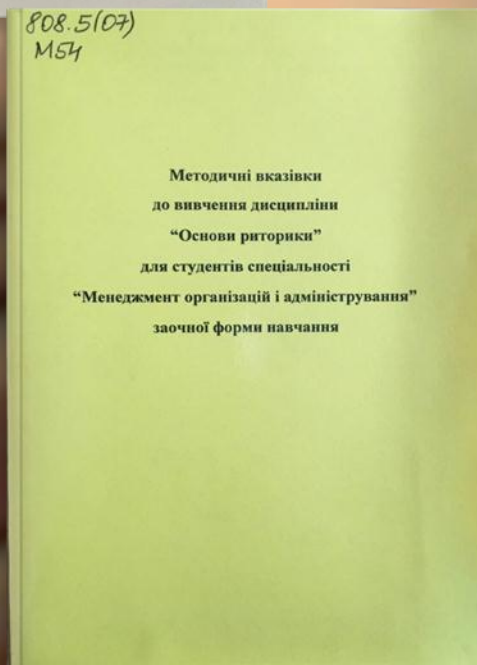 808.5(07)
М54
Методичні вказівки
до вивчення дисципліни
“Основи риторики”
для студентів спеціальності
“Менеджмент організацій і адміністрування”
заочної форми навчання